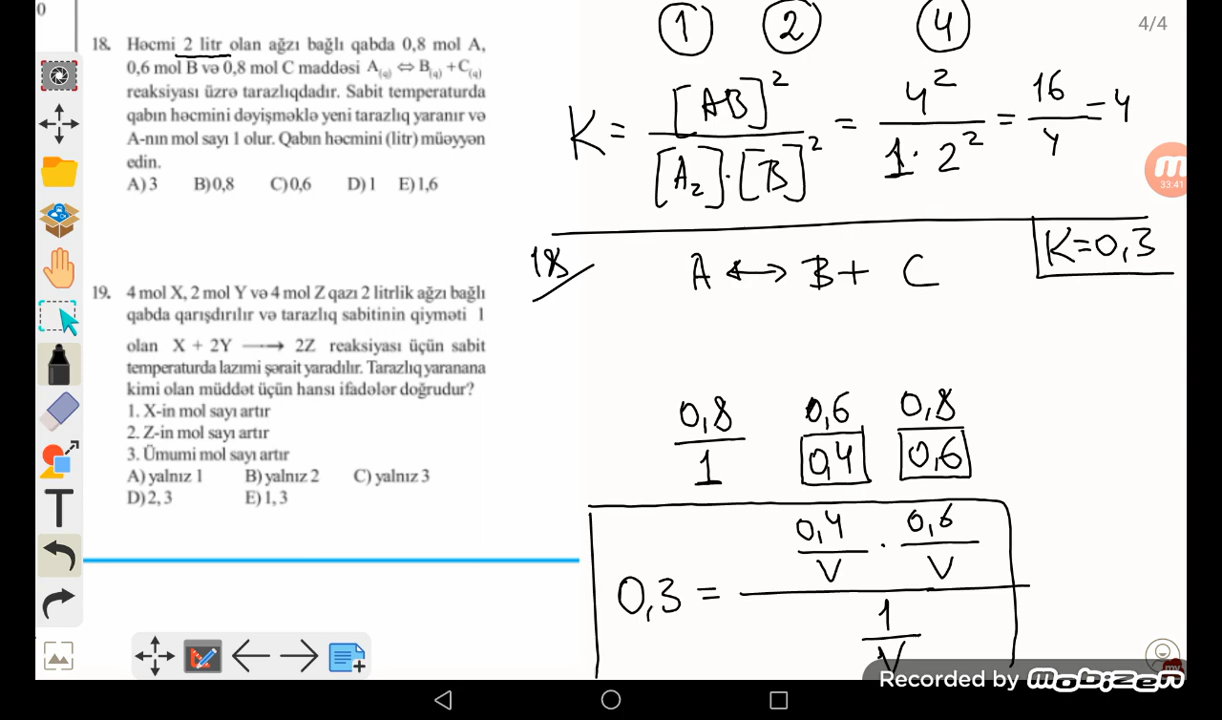 0
18. Həcmi 2 litr olan ağzı bağlı qabda 0,8 mol A,
0,6 mol B və 0,8 mol C maddəsi A(q) ⇔ B(q) +C(q)
reaksiyası üzrə tarazlıqdadır. Sabit temperaturda
qabın həcmini dəyişməklə yeni tarazlıq yaranır və
A-nın mol sayı 1 olur. Qabın həcmini (litr) müəyyən
edin.
A) 3 B) 0,8 C) 0,6 D) 1 E) 1,6
19. 4 mol X, 2 mol Y və 4 mol Z qazı 2 litrlik ağzı bağlı
qabda qarışdırılır və tarazlıq sabitinin qiyməti 1
olan X + 2Y ⟶ 2Z reaksiyası üçün sabit
temperaturda lazımi şərait yaradılır. Tarazlıq yaranana
kimi olan müddət üçün hansı ifadələr doğrudur?
1. X-in mol sayı artır
2. Z-in mol sayı artır
3. Ümumi mol sayı artır
A) yalnız 1 B) yalnız 2 C) yalnız 3
D) 2, 3 E) 1, 3
T
1 2 4
4/4
K = [AB]² / [A₂]·[B]² = 4² / 1·2² = 16 / 4 = 4
18 A ⟷ B + C
K=0,3
0,8 0,6 0,8
1 0,4 0,6
0,3 = 0,4/V · 0,6/V
1/V
33:41
Recorded by mobizen